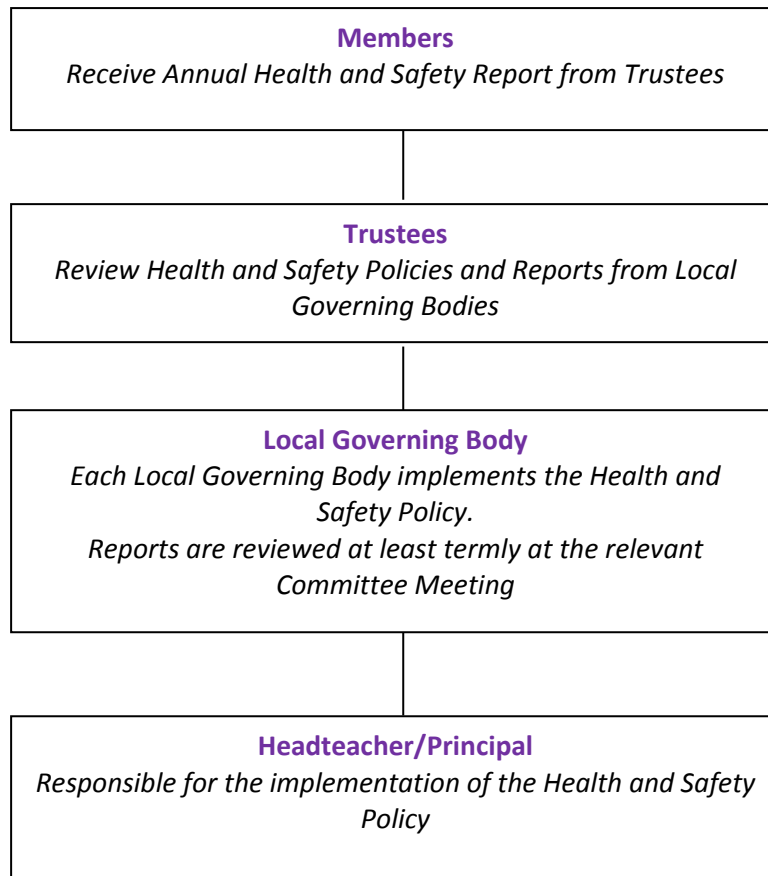 Members
Receive Annual Health and Safety Report from Trustees
Trustees
Review Health and Safety Policies and Reports from Local
Governing Bodies
Local Governing Body
Each Local Governing Body implements the Health and
Safety Policy.
Reports are reviewed at least termly at the relevant
Committee Meeting
Headteacher/Principal
Responsible for the implementation of the Health and Safety
Policy